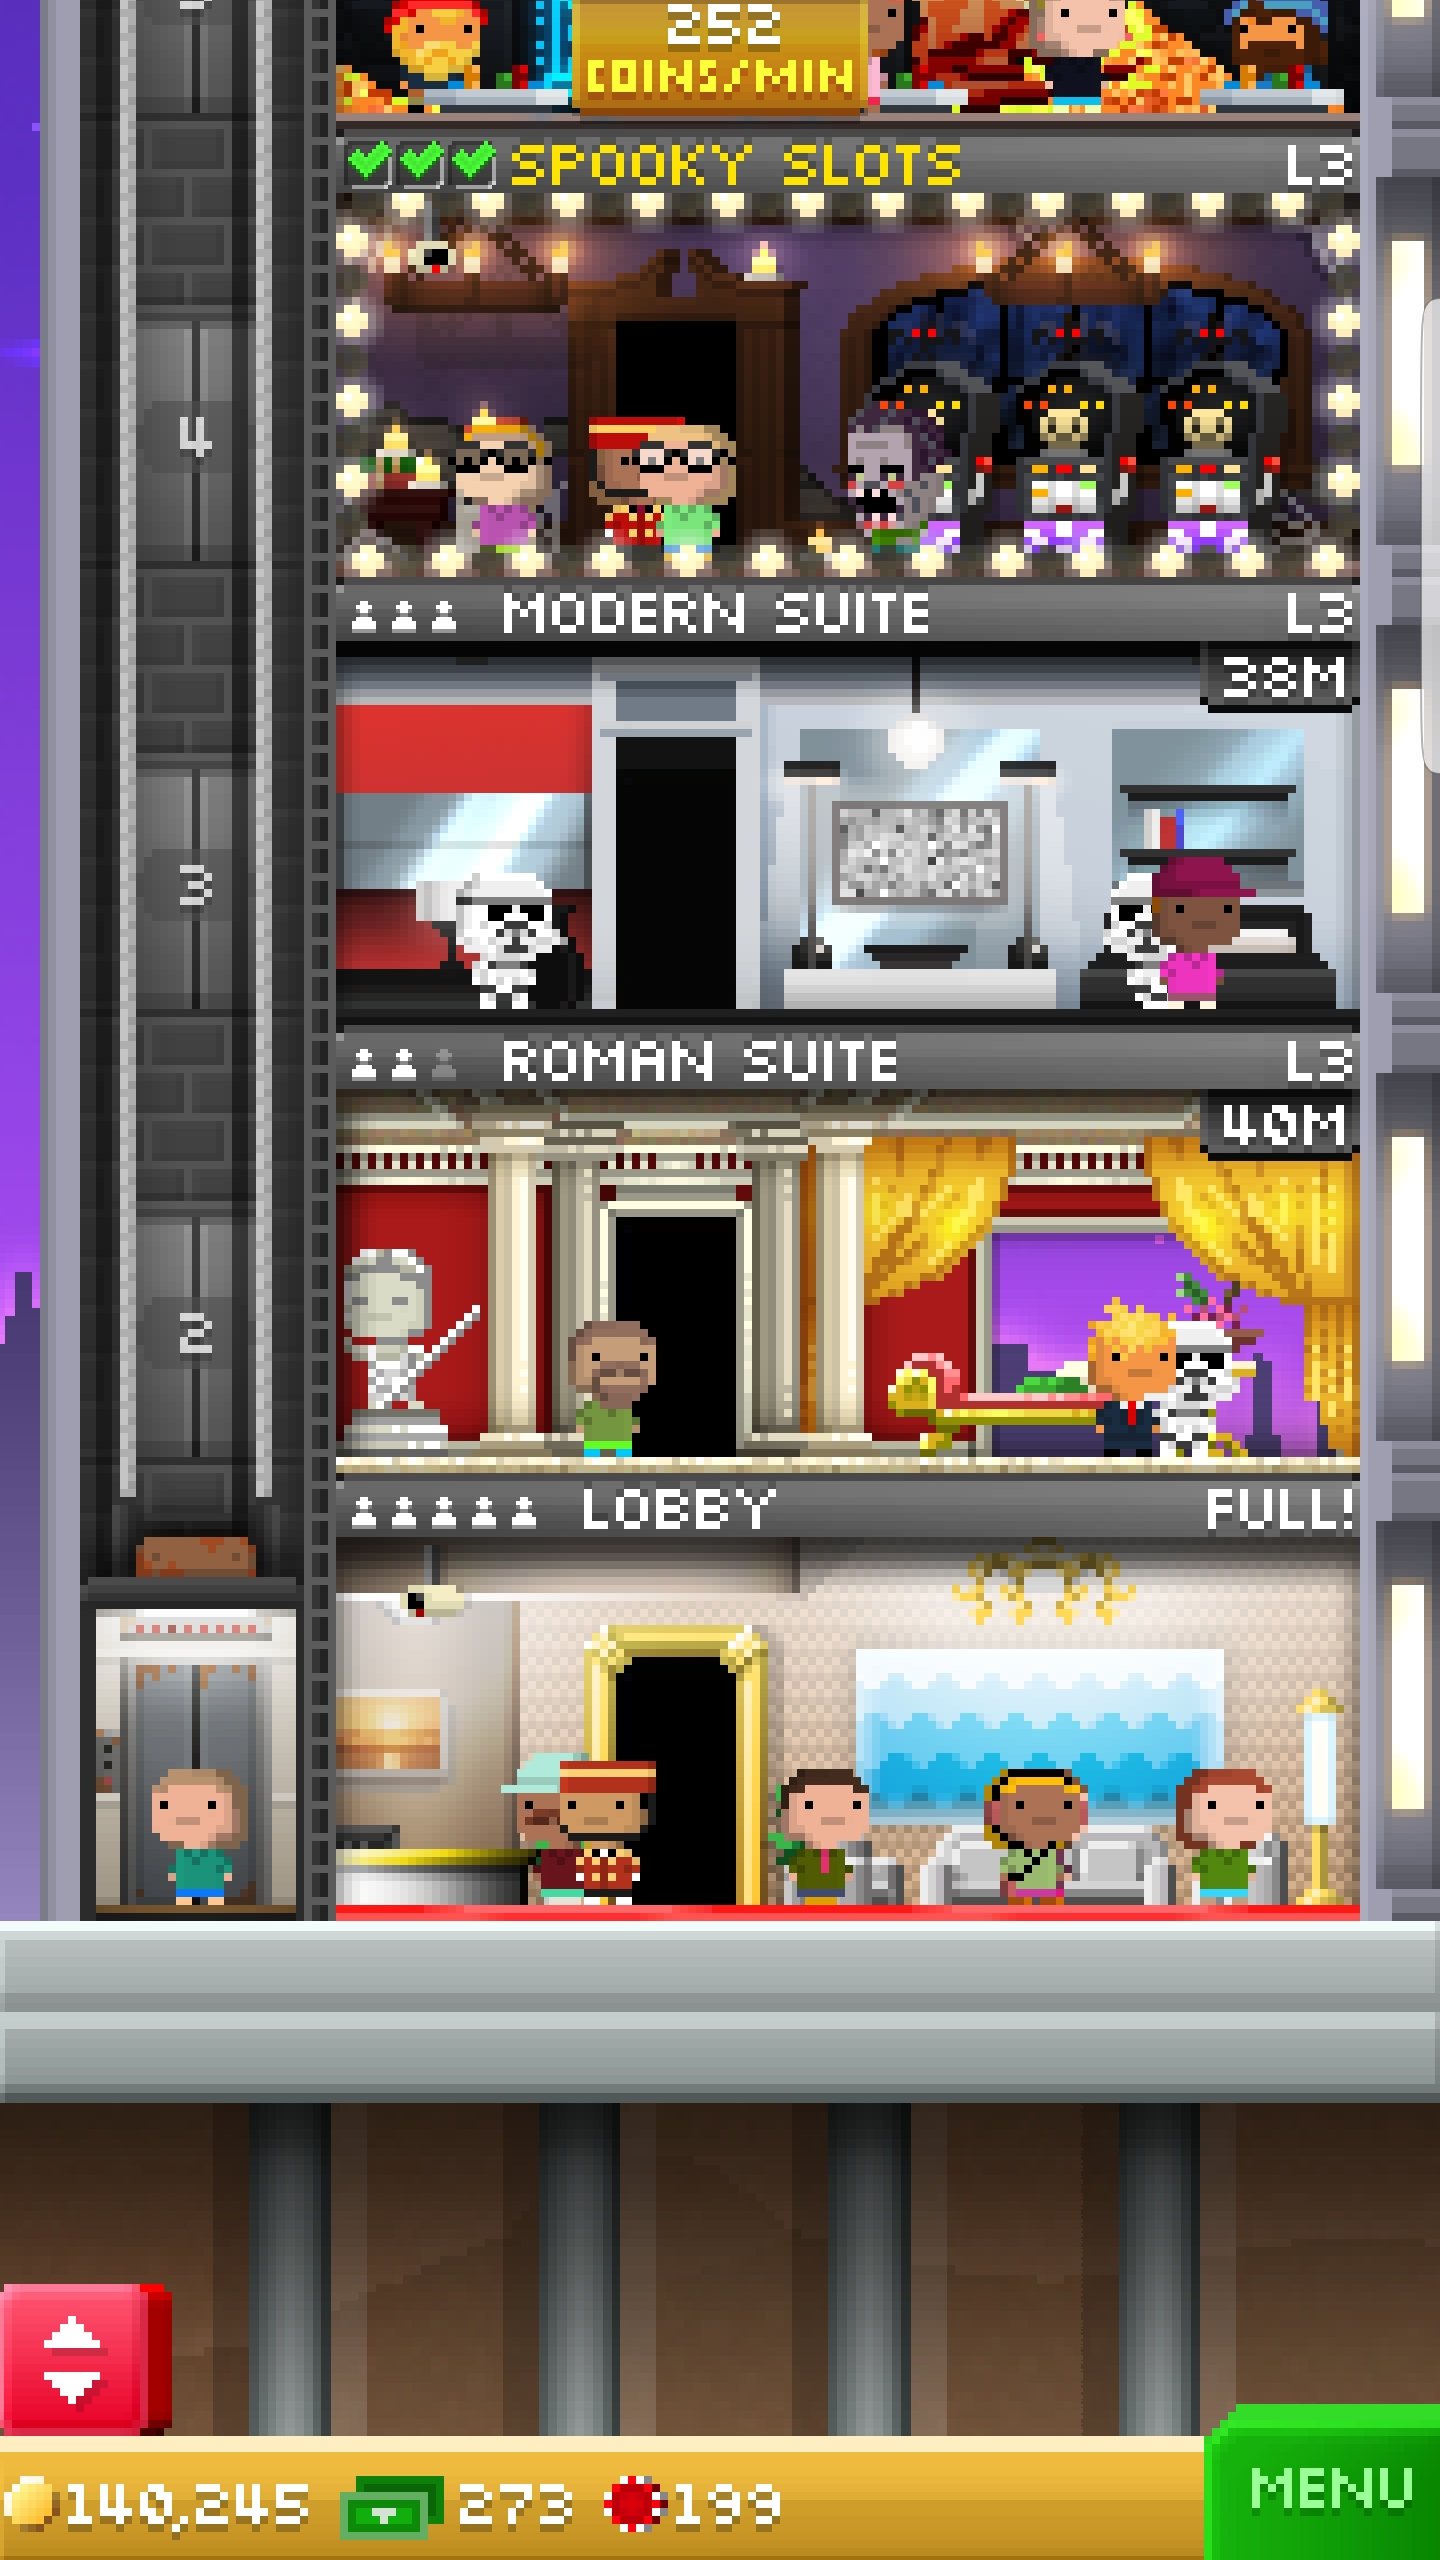 252
COINS/MIN
SPOOKY SLOTS L3
4
MODERN SUITE L3
38M
3
ROMAN SUITE L3
40M
2
LOBBY FULL!
140,245 273 199
MENU